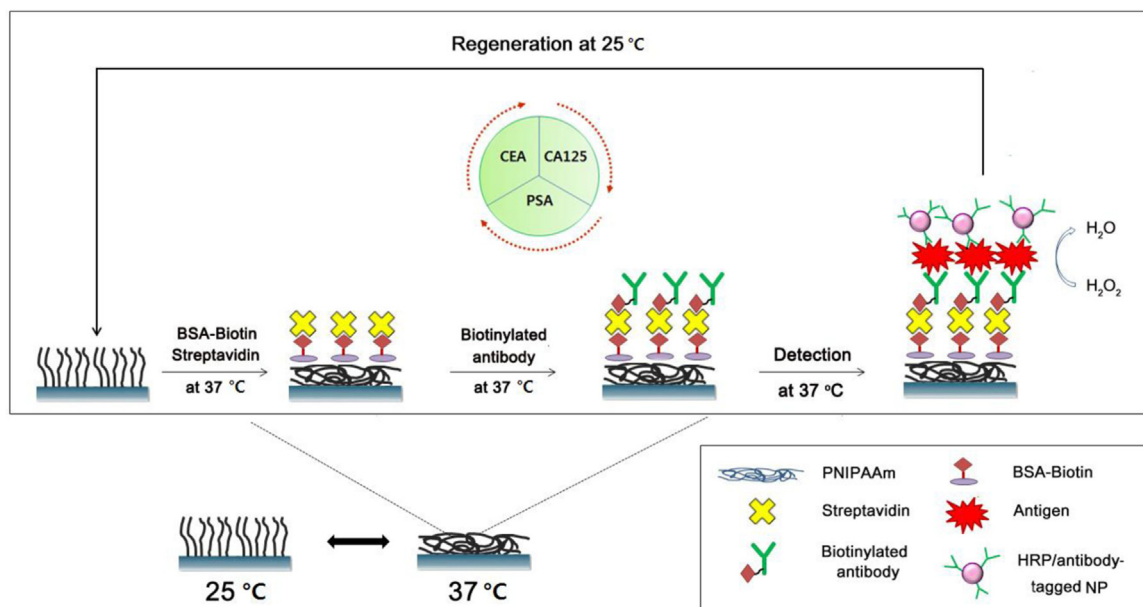 Regeneration at 25 °C
CEA
CA125
PSA
H₂O
H₂O₂
BSA-Biotin
Streptavidin
at 37 °C
Biotinylated
antibody
at 37 °C
Detection
at 37 °C
25 °C
37 °C
PNIPAAm
BSA-Biotin
Streptavidin
Antigen
Biotinylated
antibody
HRP/antibody-
tagged NP